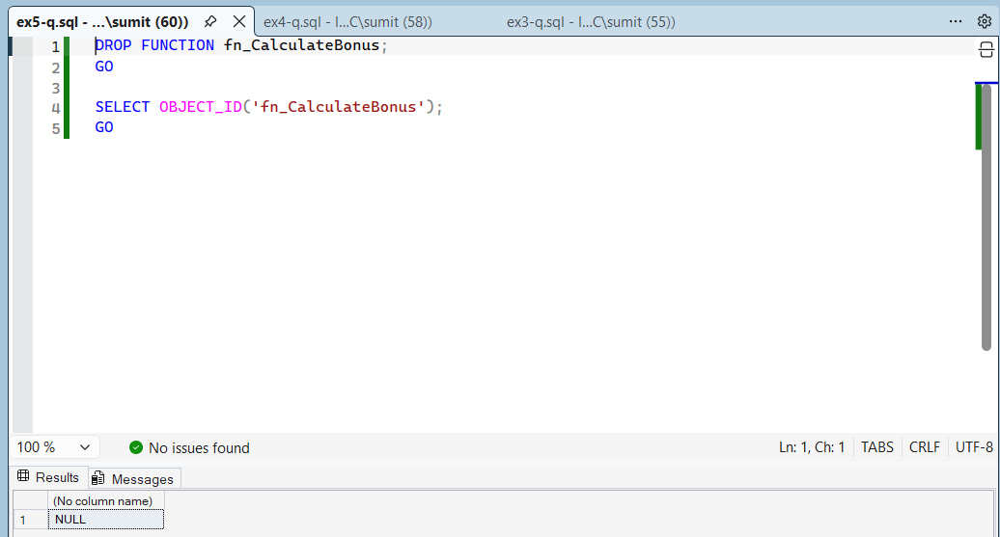 ex5-q.sql - ...\sumit (60))
ex4-q.sql - l...C\sumit (58))
ex3-q.sql - l...C\sumit (55))
1 DROP FUNCTION fn_CalculateBonus;
2 GO
3
4 SELECT OBJECT_ID('fn_CalculateBonus');
5 GO
100 %
No issues found
Ln: 1, Ch: 1
TABS
CRLF
UTF-8
Results
Messages
(No column name)
1 NULL